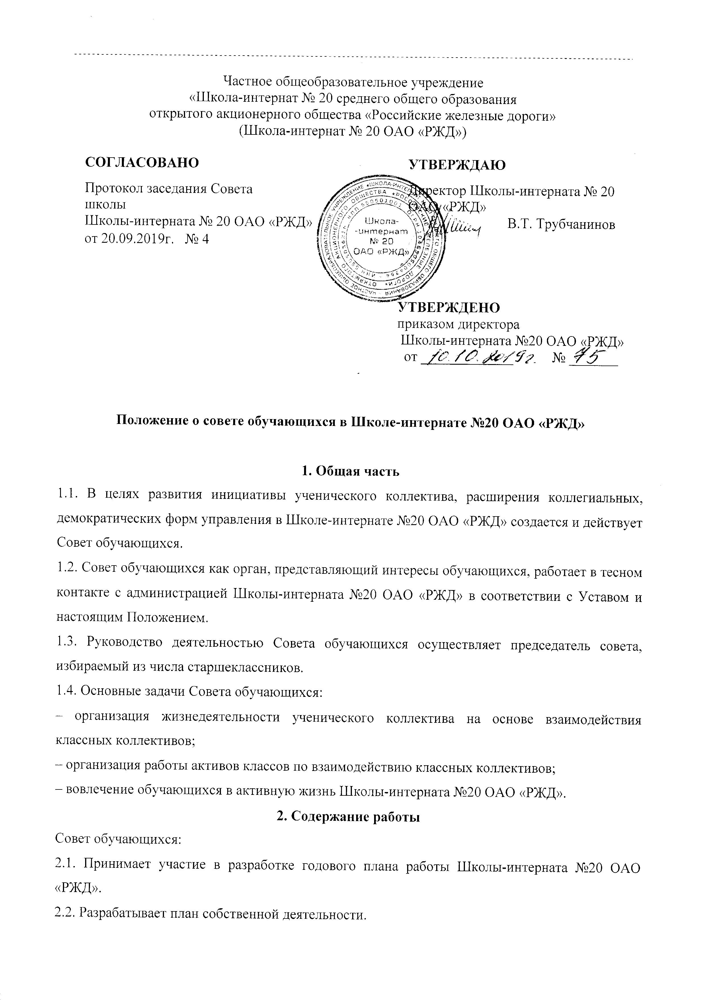 Частное общеобразовательное учреждение
«Школа-интернат № 20 среднего общего образования
открытого акционерного общества «Российские железные дороги»
(Школа-интернат № 20 ОАО «РЖД»)
СОГЛАСОВАНО
Протокол заседания Совета
школы
Школы-интерната № 20 ОАО «РЖД»
от 20.09.2019г. № 4
УТВЕРЖДАЮ
Директор Школы-интерната № 20
ОАО «РЖД»
В.Т. Трубчанинов
Школа-
-интернат
№ 20
ОАО «РЖД»
УТВЕРЖДЕНО
приказом директора
Школы-интерната №20 ОАО «РЖД»
от 10.10.2019г. № 75
Положение о совете обучающихся в Школе-интернате №20 ОАО «РЖД»
1. Общая часть
1.1. В целях развития инициативы ученического коллектива, расширения коллегиальных,
демократических форм управления в Школе-интернате №20 ОАО «РЖД» создается и действует
Совет обучающихся.
1.2. Совет обучающихся как орган, представляющий интересы обучающихся, работает в тесном
контакте с администрацией Школы-интерната №20 ОАО «РЖД» в соответствии с Уставом и
настоящим Положением.
1.3. Руководство деятельностью Совета обучающихся осуществляет председатель совета,
избираемый из числа старшеклассников.
1.4. Основные задачи Совета обучающихся:
– организация жизнедеятельности ученического коллектива на основе взаимодействия
классных коллективов;
– организация работы активов классов по взаимодействию классных коллективов;
– вовлечение обучающихся в активную жизнь Школы-интерната №20 ОАО «РЖД».
2. Содержание работы
Совет обучающихся:
2.1. Принимает участие в разработке годового плана работы Школы-интерната №20 ОАО
«РЖД».
2.2. Разрабатывает план собственной деятельности.